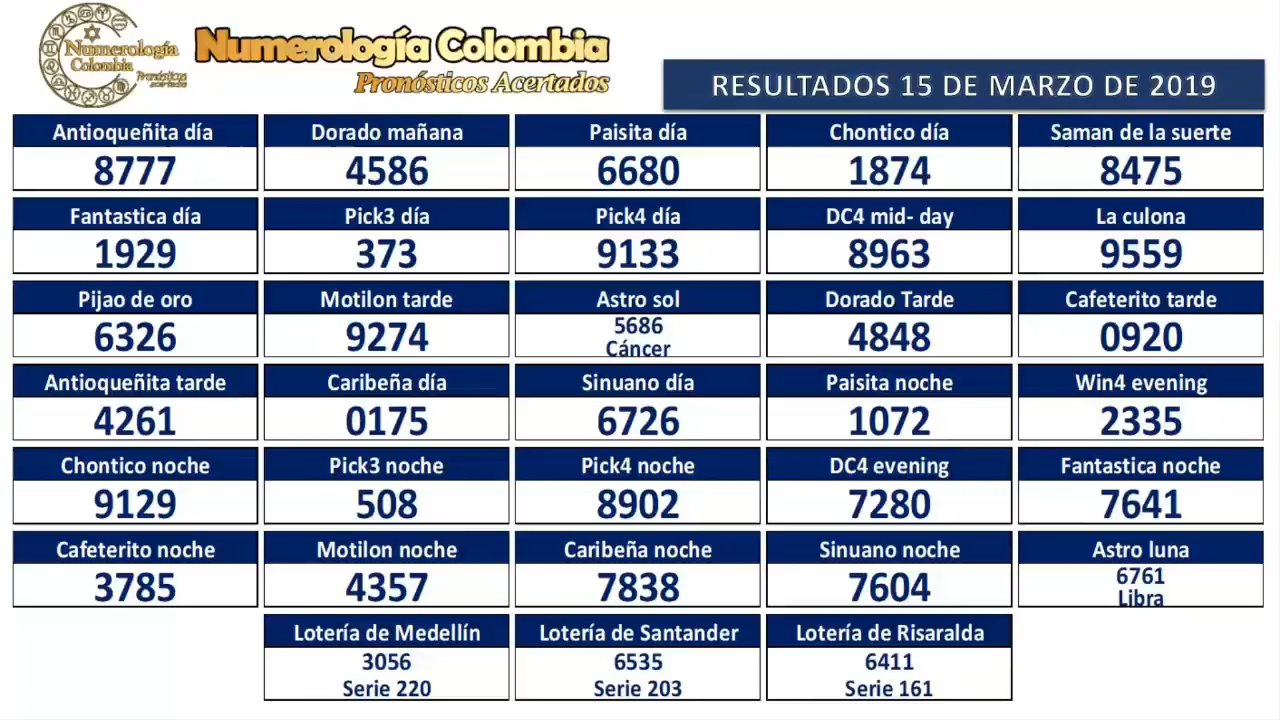 Numerología
Colombia
Pronósticos
acertados
Numerología Colombia
Pronósticos Acertados
RESULTADOS 15 DE MARZO DE 2019
Antioqueñita día
8777
Dorado mañana
4586
Paisita día
6680
Chontico día
1874
Saman de la suerte
8475
Fantastica día
1929
Pick3 día
373
Pick4 día
9133
DC4 mid- day
8963
La culona
9559
Pijao de oro
6326
Motilon tarde
9274
Astro sol
5686
Cáncer
Dorado Tarde
4848
Cafeterito tarde
0920
Antioqueñita tarde
4261
Caribeña día
0175
Sinuano día
6726
Paisita noche
1072
Win4 evening
2335
Chontico noche
9129
Pick3 noche
508
Pick4 noche
8902
DC4 evening
7280
Fantastica noche
7641
Cafeterito noche
3785
Motilon noche
4357
Caribeña noche
7838
Sinuano noche
7604
Astro luna
6761
Libra
Lotería de Medellín
3056
Serie 220
Lotería de Santander
6535
Serie 203
Lotería de Risaralda
6411
Serie 161